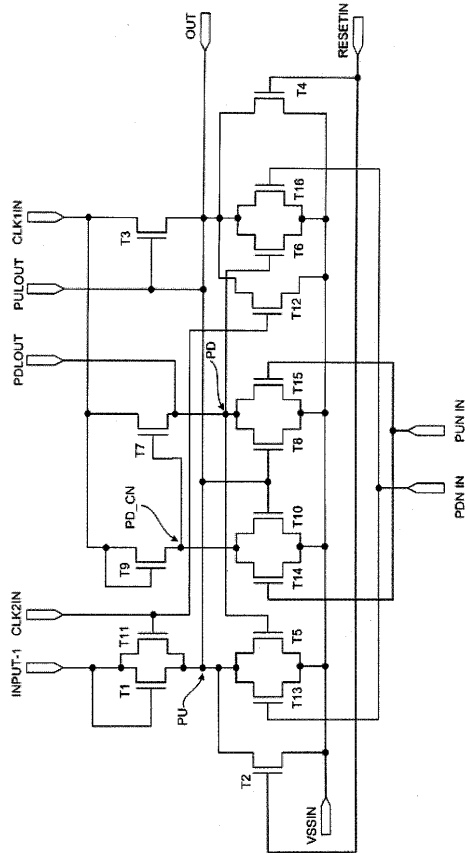 INPUT-1
CLK2IN
PDLOUT
PULOUT
CLK1IN
T9
PD_CN
T7
T3
T1
T11
PU
PD
OUT
T2
T13
T5
T14
T10
T8
T15
T12
T6
T16
T4
VSSIN
RESETIN
PDN IN
PUN IN